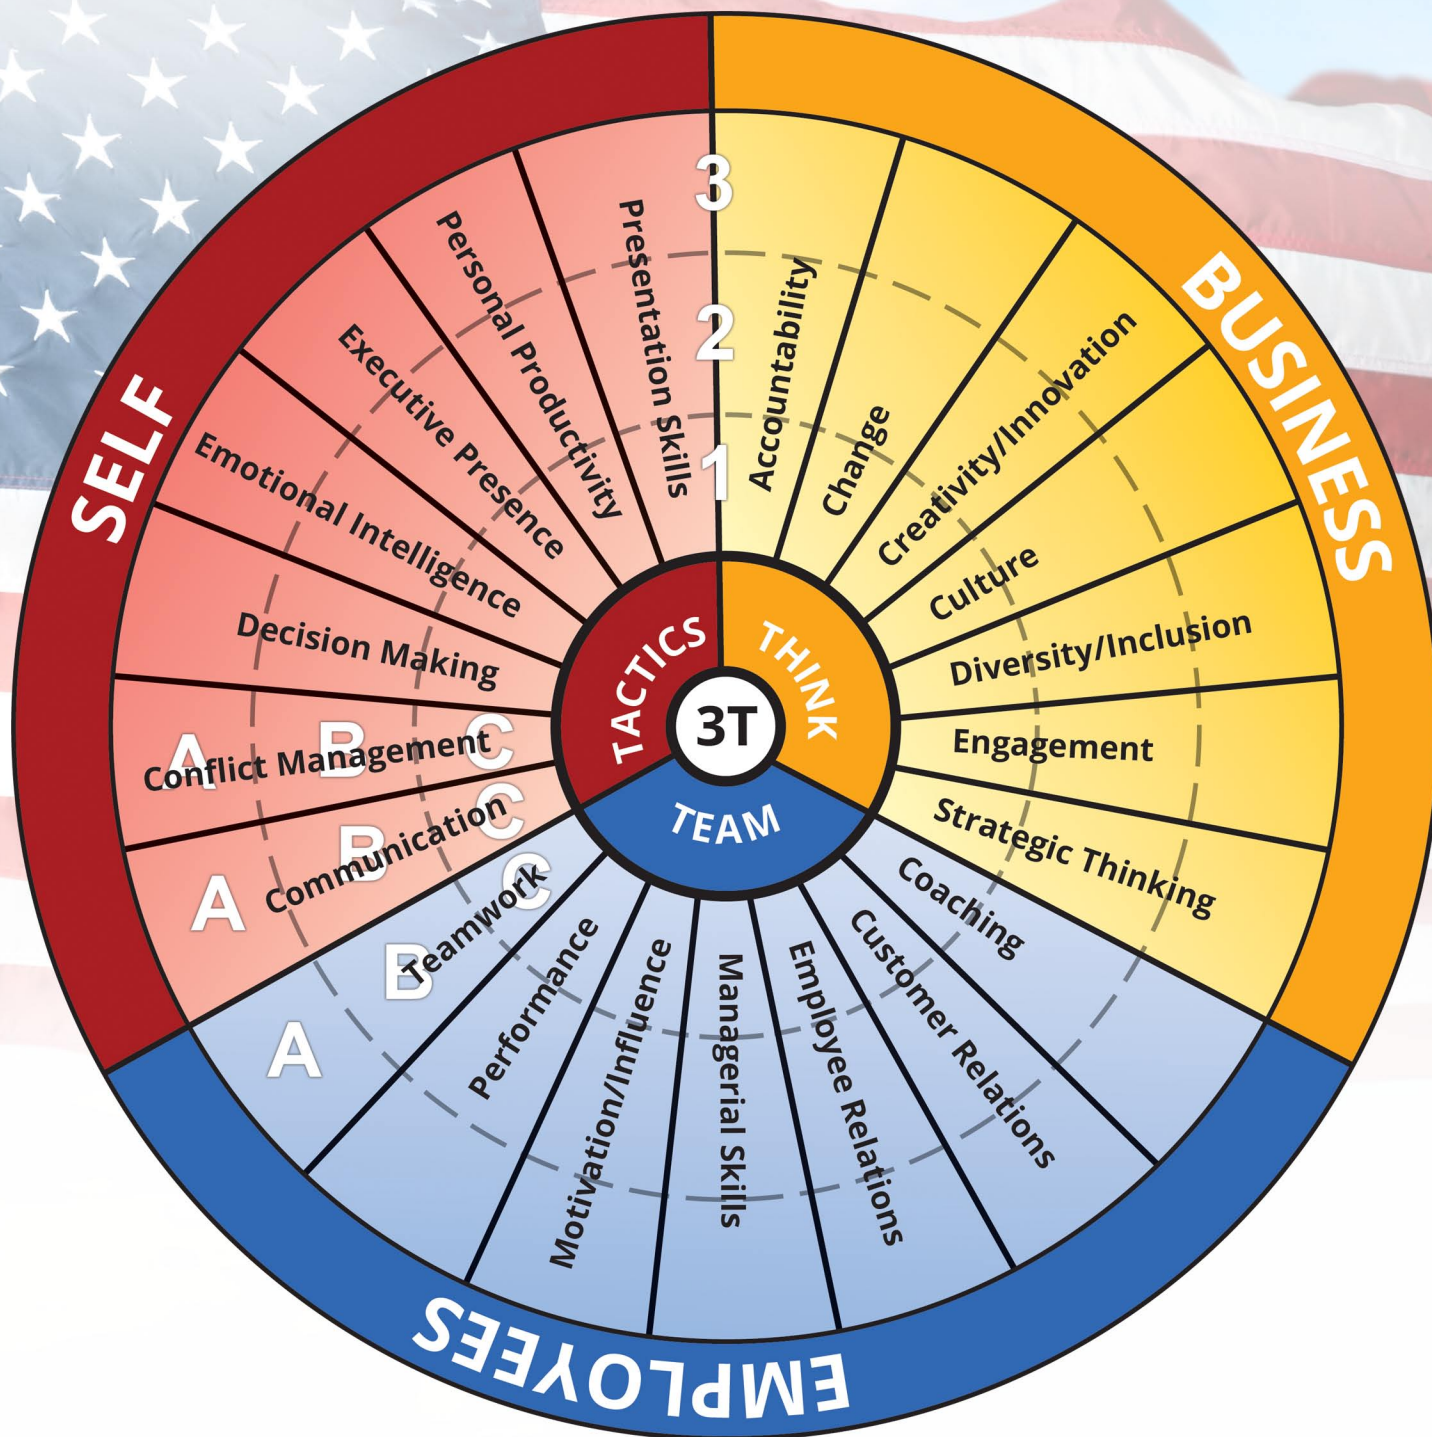 SELF
BUSINESS
EMPLOYEES
TACTICS
THINK
TEAM
3T
3
2
1
Accountability
Change
Creativity/Innovation
Culture
Diversity/Inclusion
Engagement
Strategic Thinking
Coaching
Customer Relations
Employee Relations
Managerial Skills
Motivation/Influence
Performance
Teamwork
Communication
Conflict Management
Decision Making
Emotional Intelligence
Executive Presence
Personal Productivity
Presentation Skills
A B C
A B C
A B C